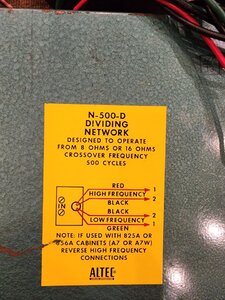 N-500-D
DIVIDING
NETWORK
DESIGNED TO OPERATE
FROM 8 OHMS OR 16 OHMS
CROSSOVER FREQUENCY
500 CYCLES
RED
1
HIGH FREQUENCY
2
BLACK
IN
BLACK
2
LOW FREQUENCY
1
GREEN
NOTE: IF USED WITH 825A OR
856A CABINETS (A7 OR A7W)
REVERSE HIGH FREQUENCY
CONNECTIONS
ALTEC